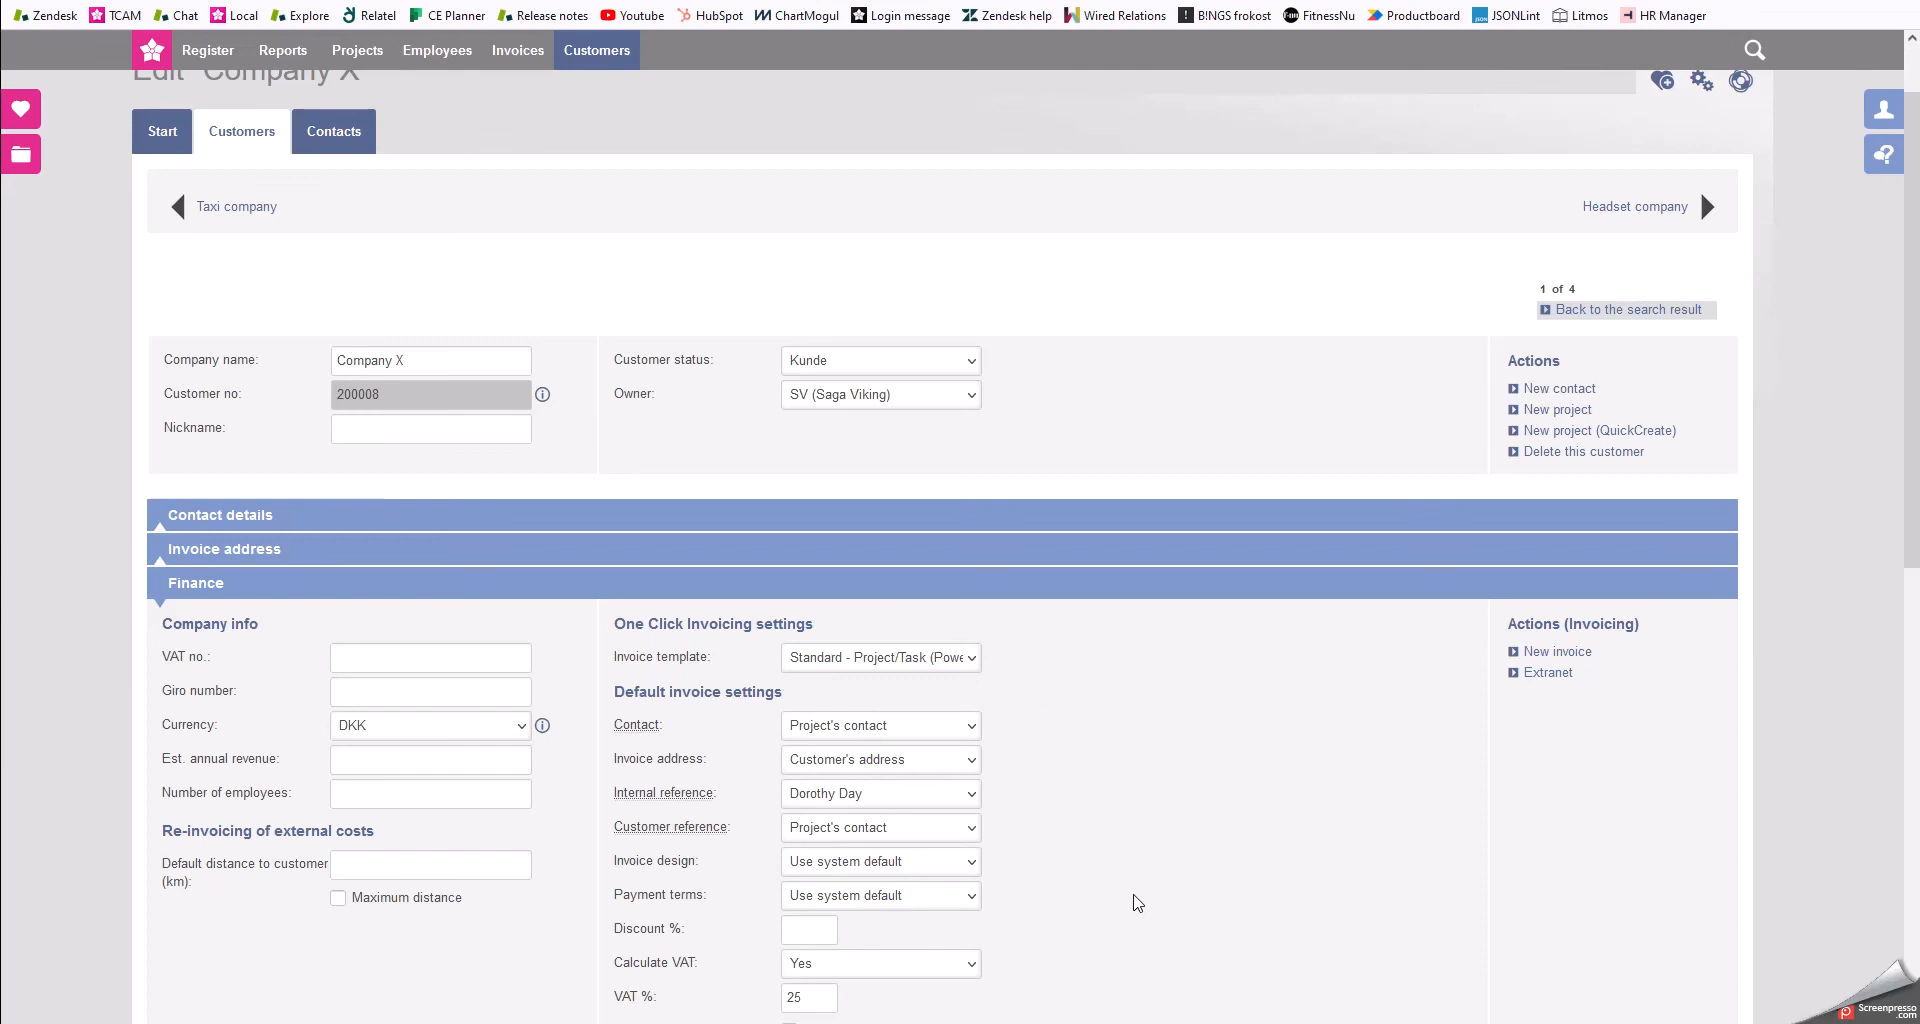 Zendesk TCAM Chat Local Explore Relatel CE Planner Release notes Youtube HubSpot ChartMogul Login message Zendesk help Wired Relations B!NGS frokost FitnessNu Productboard JSONLint Litmos HR Manager
Register Reports Projects Employees Invoices Customers
Edit "Company X"
Start Customers Contacts
Taxi company Headset company
1 of 4
Back to the search result
Company name: Company X Customer status: Kunde Actions
New contact
Customer no: 200008 Owner: SV (Saga Viking)
New project
Nickname: New project (QuickCreate)
Delete this customer
Contact details
Invoice address
Finance
Company info One Click Invoicing settings Actions (Invoicing)
VAT no.: Invoice template: Standard - Project/Task (Powe New invoice
Extranet
Giro number: Default invoice settings
Currency: DKK Contact: Project's contact
Est. annual revenue: Invoice address: Customer's address
Number of employees: Internal reference: Dorothy Day
Re-invoicing of external costs Customer reference: Project's contact
Default distance to customer (km): Invoice design: Use system default
Maximum distance Payment terms: Use system default
Discount %:
Calculate VAT: Yes
VAT %: 25
Screenpresso
.com